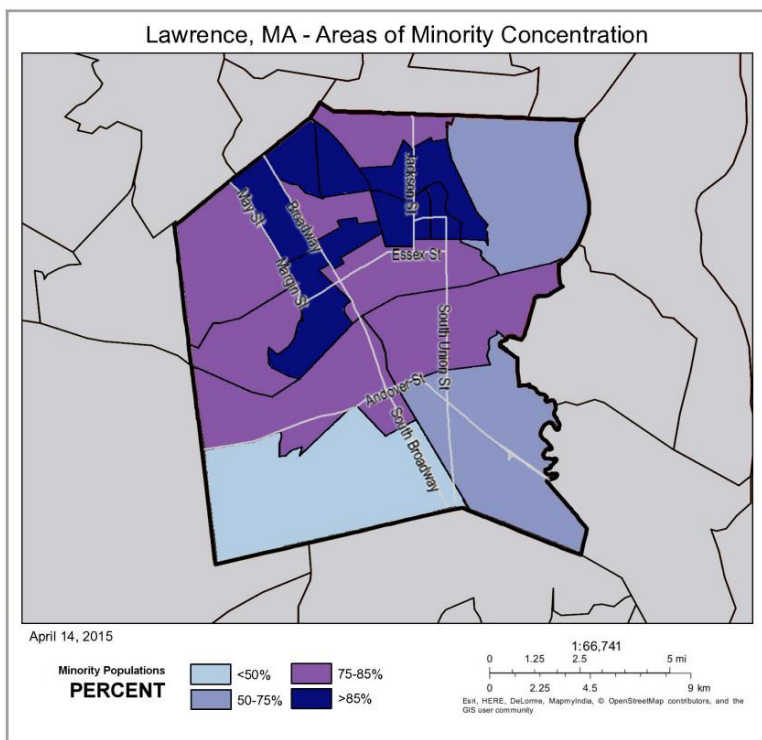 Lawrence, MA - Areas of Minority Concentration
Jackson St
May St
Broadway
Essex St
Margin St
South Union St
Andover St
South Broadway
April 14, 2015
Minority Populations
PERCENT
<50%
75-85%
50-75%
>85%
1:66,741
0 1.25 2.5 5 mi
0 2.25 4.5 9 km
Esri, HERE, DeLorme, MapmyIndia, © OpenStreetMap contributors, and the
GIS user community